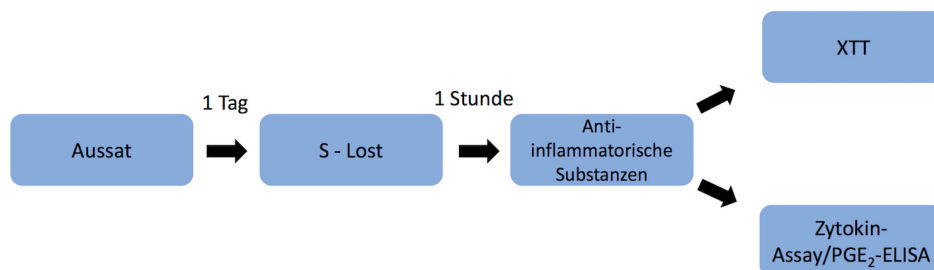 XTT
1 Tag
1 Stunde
Aussat
S - Lost
Anti-
inflammatorische
Substanzen
Zytokin-
Assay/PGE₂-ELISA